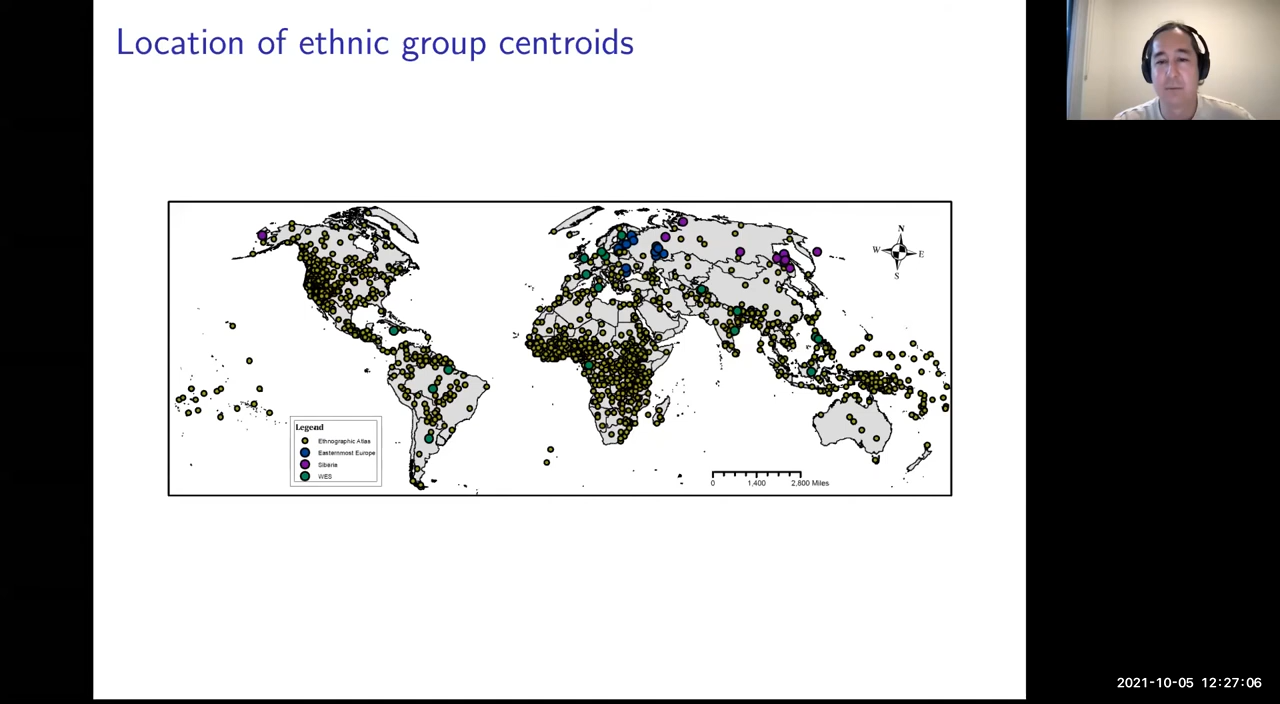 Location of ethnic group centroids
N
W E
S
Legend
Ethnographic Atlas
Easternmost Europe
Siberia
WES
0 1,400 2,800 Miles
2021-10-05 12:27:06